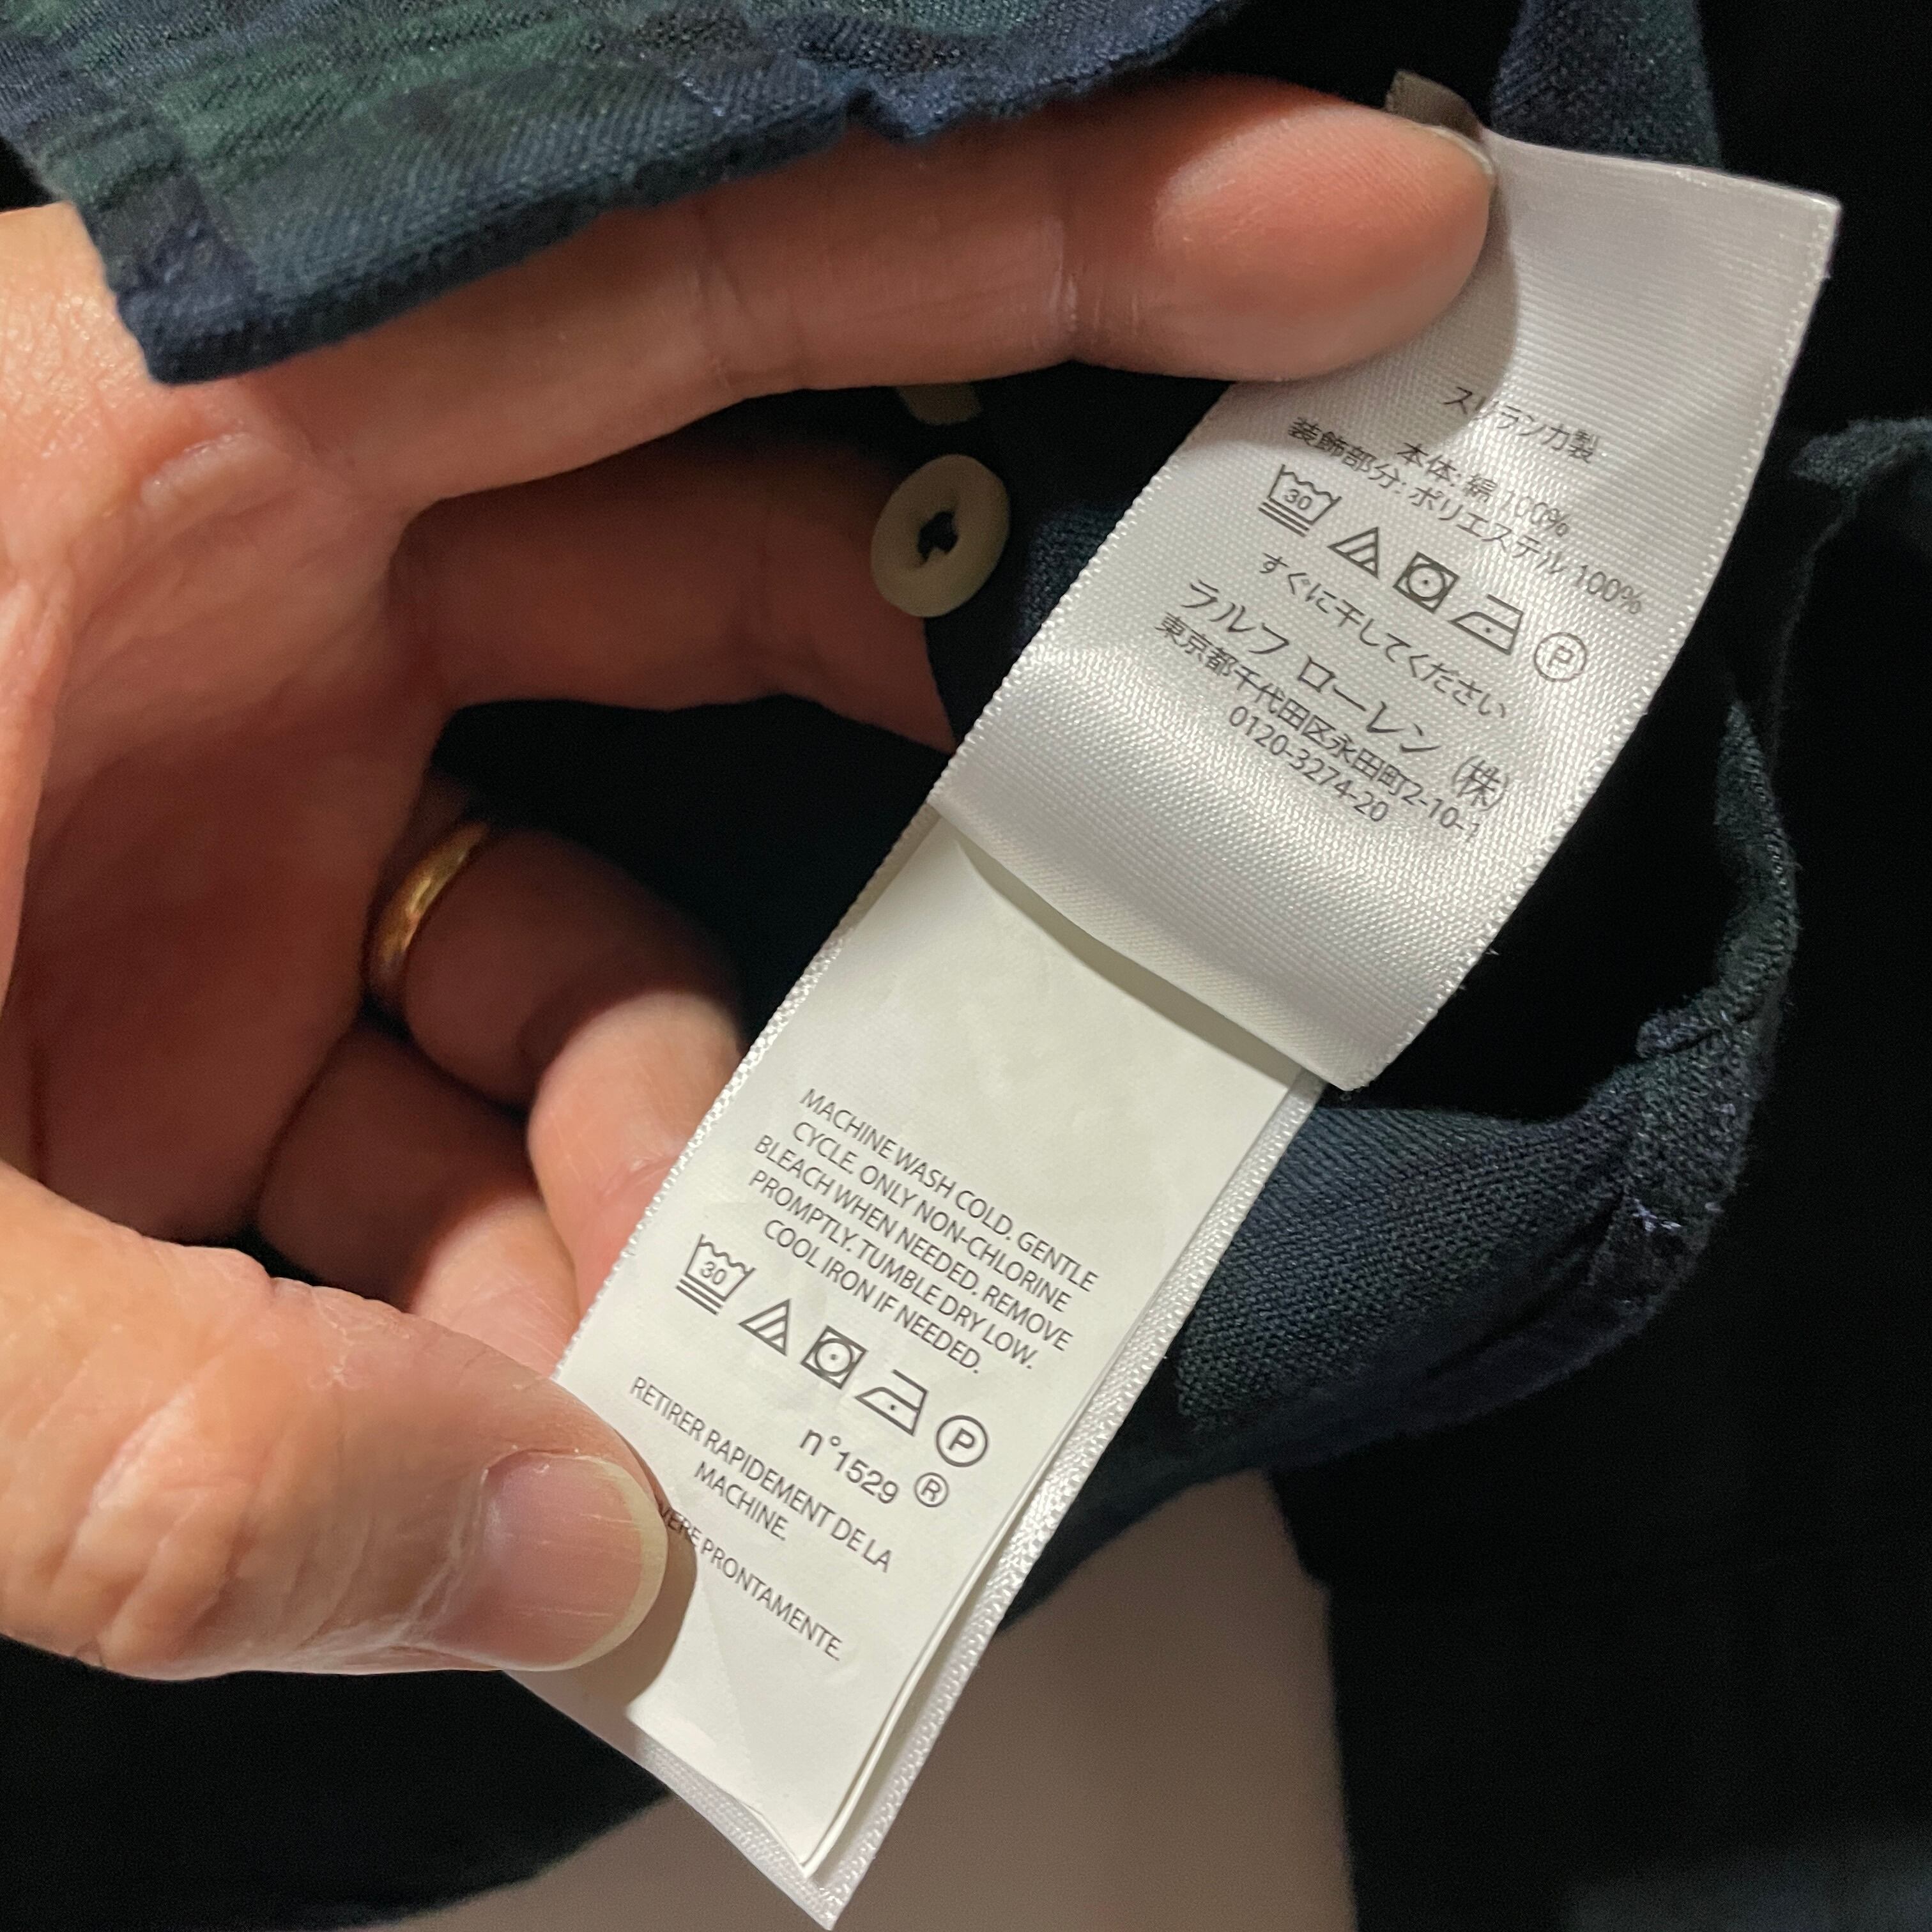 スリランカ製
本体: 綿 100%
装飾部分: ポリエステル 100%
30 P
すぐに干してください
ラルフ ローレン (株)
東京都千代田区永田町2-10-1
0120-3274-20
MACHINE WASH COLD. GENTLE
CYCLE. ONLY NON-CHLORINE
BLEACH WHEN NEEDED. REMOVE
PROMPTLY. TUMBLE DRY LOW.
COOL IRON IF NEEDED.
30 P
n°1529 ®
RETIRER RAPIDEMENT DE LA
MACHINE.
PRONTAMENTE.